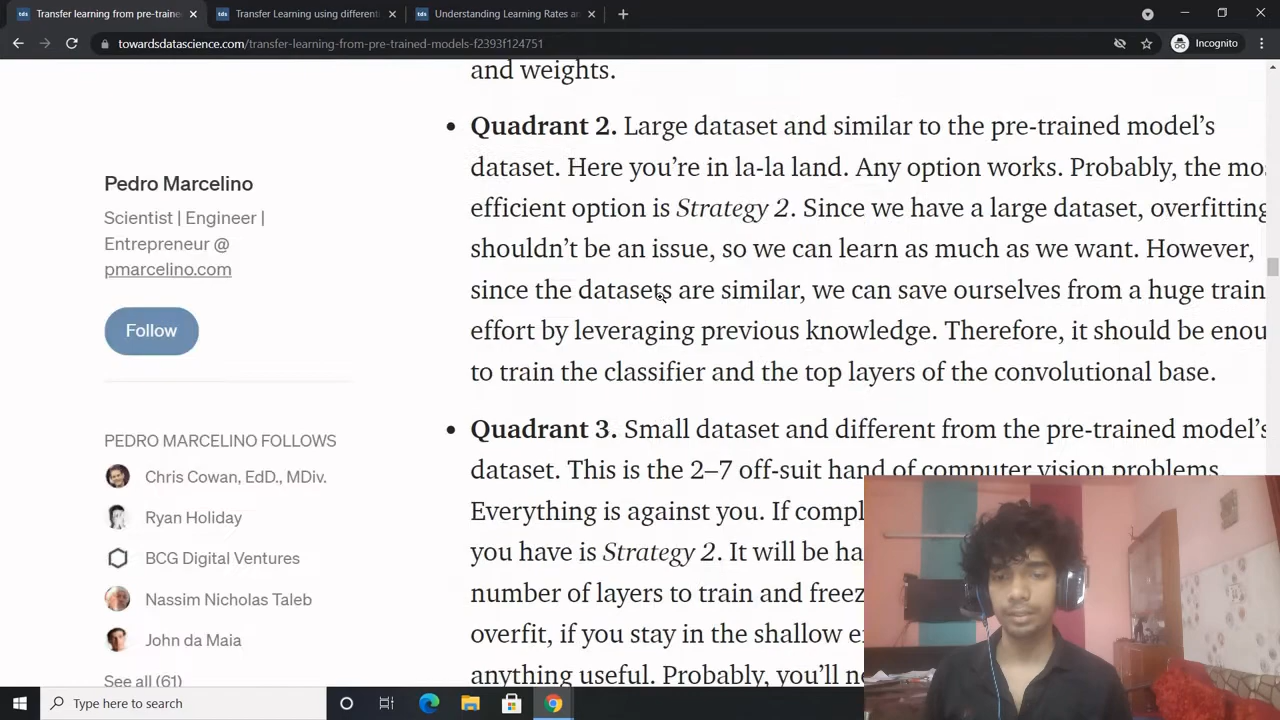 Transfer learning from pre-traine
Transfer Learning using different
Understanding Learning Rates an
towardsdatascience.com/transfer-learning-from-pre-trained-models-f2393f124751
Incognito
and weights.
Quadrant 2. Large dataset and similar to the pre-trained model's
dataset. Here you're in la-la land. Any option works. Probably, the mo
efficient option is Strategy 2. Since we have a large dataset, overfitting
shouldn't be an issue, so we can learn as much as we want. However,
since the datasets are similar, we can save ourselves from a huge train
effort by leveraging previous knowledge. Therefore, it should be enou
to train the classifier and the top layers of the convolutional base.
Quadrant 3. Small dataset and different from the pre-trained model's
dataset. This is the 2–7 off-suit hand of computer vision problems.
Everything is against you. If compl
you have is Strategy 2. It will be ha
number of layers to train and freez
overfit, if you stay in the shallow e
anything useful. Probably, you'll ne
Pedro Marcelino
Scientist | Engineer |
Entrepreneur @
pmarcelino.com
Follow
PEDRO MARCELINO FOLLOWS
Chris Cowan, EdD., MDiv.
Ryan Holiday
BCG Digital Ventures
Nassim Nicholas Taleb
John da Maia
See all (61)
Type here to search